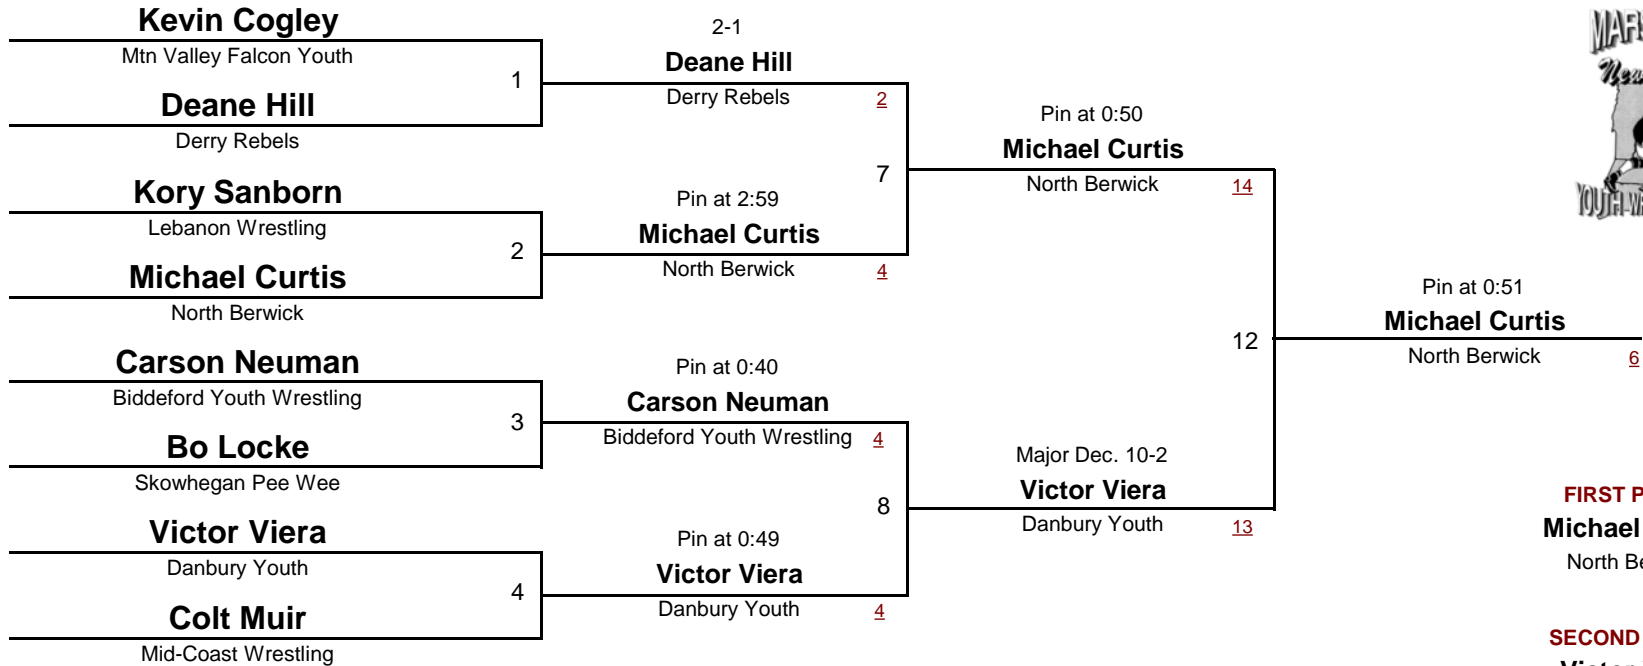 Kevin Cogley
Mtn Valley Falcon Youth
1
Deane Hill
Derry Rebels
Kory Sanborn
Lebanon Wrestling
2
Michael Curtis
North Berwick
Carson Neuman
Biddeford Youth Wrestling
3
Bo Locke
Skowhegan Pee Wee
Victor Viera
Danbury Youth
4
Colt Muir
Mid-Coast Wrestling
2-1
Deane Hill
Derry Rebels 2
7
Pin at 2:59
Michael Curtis
North Berwick 4
Pin at 0:40
Carson Neuman
Biddeford Youth Wrestling 4
8
Pin at 0:49
Victor Viera
Danbury Youth 4
Pin at 0:50
Michael Curtis
North Berwick 14
12
Major Dec. 10-2
Victor Viera
Danbury Youth 13
Pin at 0:51
Michael Curtis
North Berwick 6
YOUTH
FIRST P
Michael
North Be
SECOND
Victor